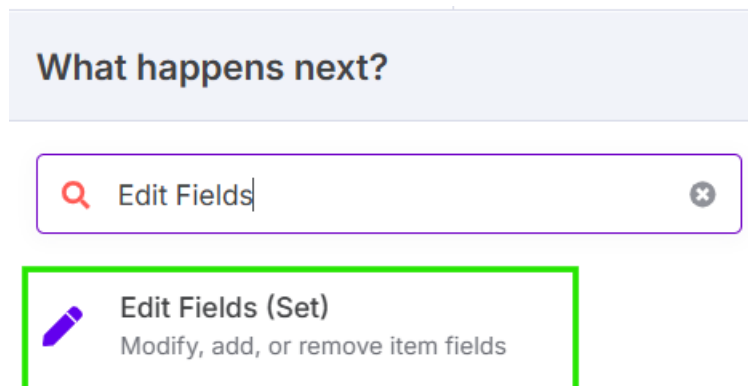 What happens next?
Edit Fields
Edit Fields (Set)
Modify, add, or remove item fields